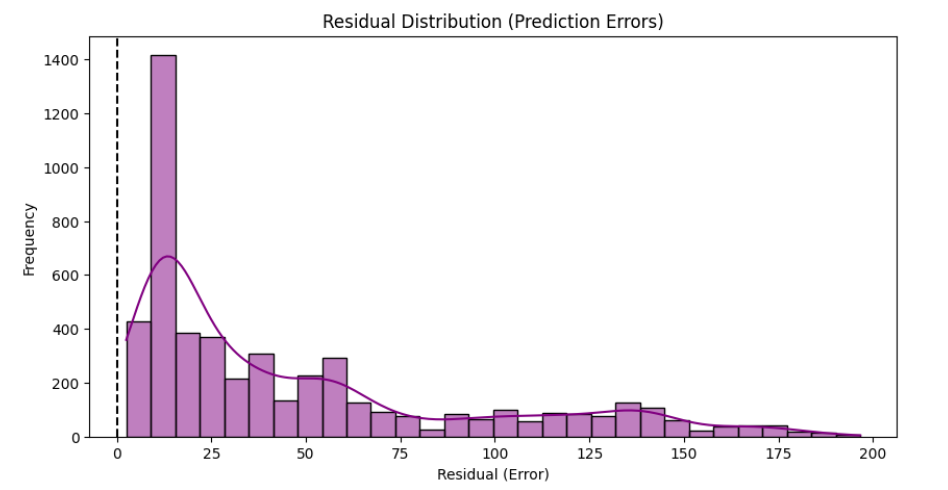 Residual Distribution (Prediction Errors)
1400
1200
1000
800
600
400
200
0
Frequency
0 25 50 75 100 125 150 175 200
Residual (Error)